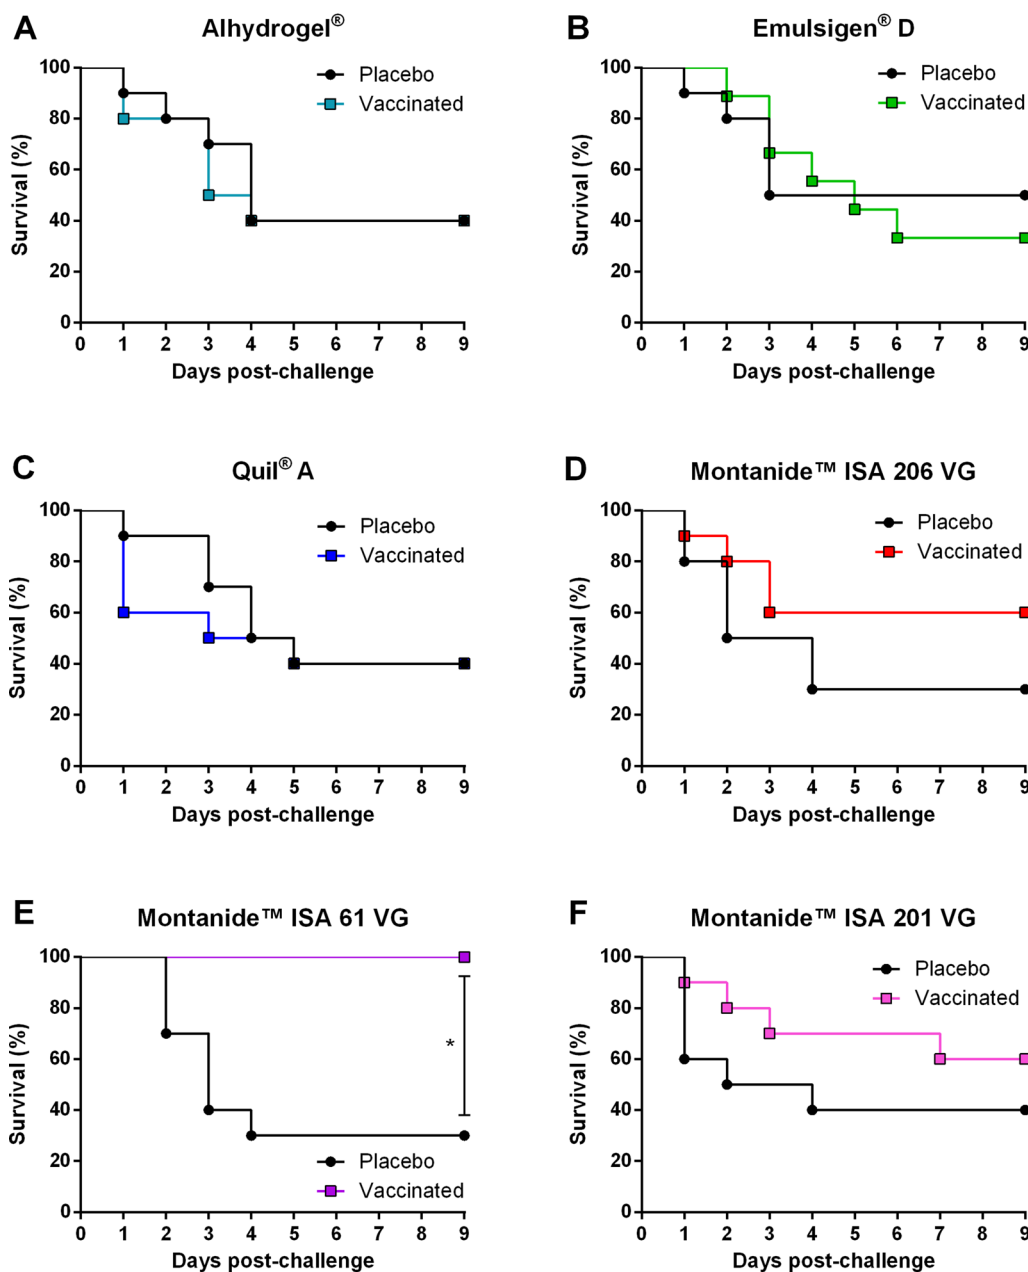 A Alhydrogel®
Placebo
Vaccinated
Survival (%)
100
80
60
40
20
0
0 1 2 3 4 5 6 7 8 9
Days post-challenge
B Emulsigen® D
Placebo
Vaccinated
Survival (%)
100
80
60
40
20
0
0 1 2 3 4 5 6 7 8 9
Days post-challenge
C Quil® A
Placebo
Vaccinated
Survival (%)
100
80
60
40
20
0
0 1 2 3 4 5 6 7 8 9
Days post-challenge
D Montanide™ ISA 206 VG
Placebo
Vaccinated
Survival (%)
100
80
60
40
20
0
0 1 2 3 4 5 6 7 8 9
Days post-challenge
E Montanide™ ISA 61 VG
Survival (%)
100
80
60
40
20
0
*
Placebo
Vaccinated
0 1 2 3 4 5 6 7 8 9
Days post-challenge
F Montanide™ ISA 201 VG
Placebo
Vaccinated
Survival (%)
100
80
60
40
20
0
0 1 2 3 4 5 6 7 8 9
Days post-challenge